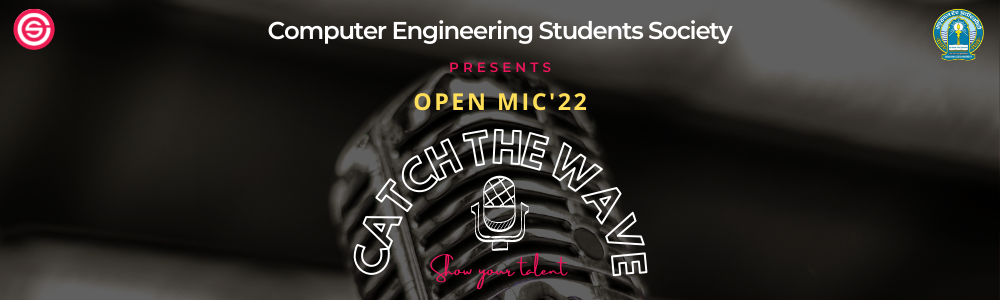 Computer Engineering Students Society
PRESENTS
OPEN MIC'22
CATCH THE WAVE
Show your talent